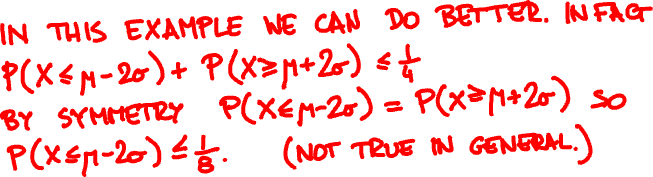 IN THIS EXAMPLE WE CAN DO BETTER. IN FACT
P(X≤μ-2σ)+ P(X≥μ+2σ) ≤ 1/4
BY SYMMETRY P(X≤μ-2σ) = P(X≥μ+2σ) SO
P(X≤μ-2σ) ≤ 1/8. (NOT TRUE IN GENERAL.)